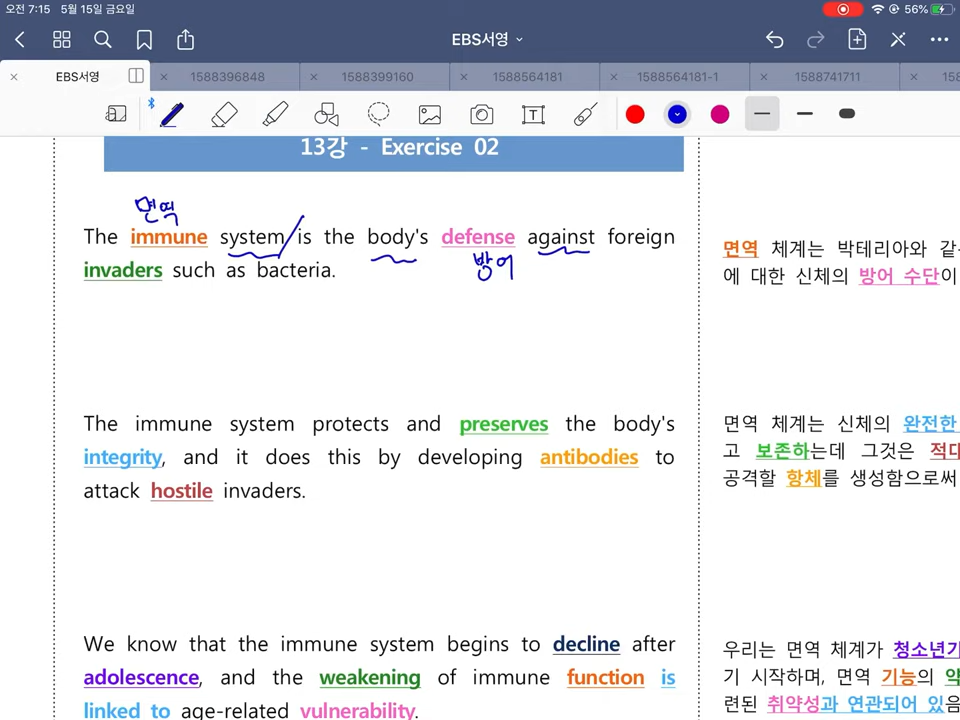 오전 7:15 5월 15일 금요일
56%
EBS서영
EBS서영
1588396848
1588399160
1588564181
1588564181-1
1588741711
158
13강 - Exercise 02
면역
The immune system is the body's defense against foreign
방어
invaders such as bacteria.
면역 체계는 박테리아와 같
에 대한 신체의 방어 수단이
The immune system protects and preserves the body's
integrity, and it does this by developing antibodies to
attack hostile invaders.
면역 체계는 신체의 완전한
고 보존하는데 그것은 적대
공격할 항체를 생성함으로써
We know that the immune system begins to decline after
adolescence, and the weakening of immune function is
linked to age-related vulnerability.
우리는 면역 체계가 청소년기
기 시작하며, 면역 기능의 약
련된 취약성과 연관되어 있음